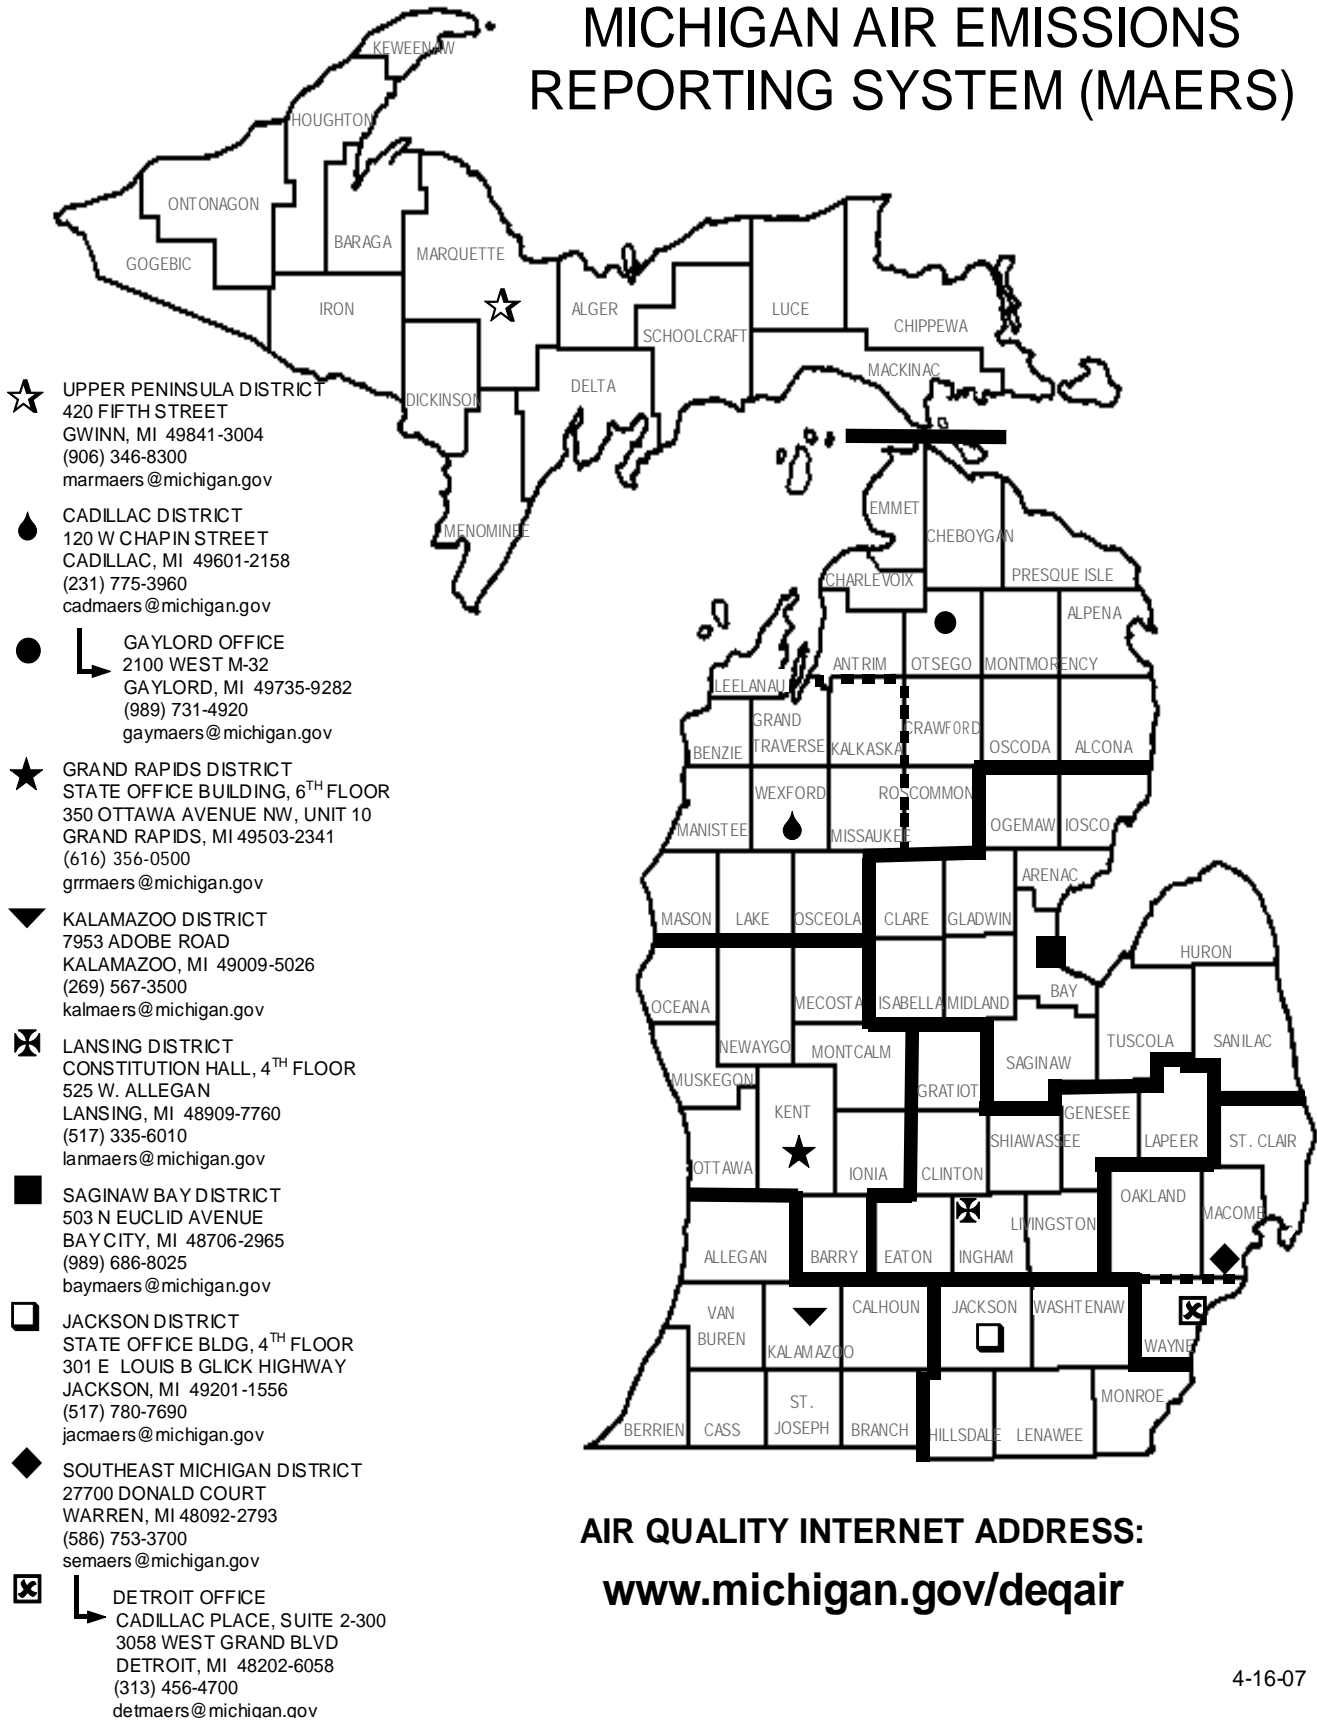 MICHIGAN AIR EMISSIONS
REPORTING SYSTEM (MAERS)
KEWEENAW
HOUGHTON
ONTONAGON
BARAGA
MARQUETTE
GOGEBIC
IRON
ALGER
LUCE
SCHOOLCRAFT
CHIPPEWA
MACKINAC
DICKINSON
DELTA
MENOMINEE
UPPER PENINSULA DISTRICT
420 FIFTH STREET
GWINN, MI 49841-3004
(906) 346-8300
marmaers@michigan.gov
CADILLAC DISTRICT
120 W CHAPIN STREET
CADILLAC, MI 49601-2158
(231) 775-3960
cadmaers@michigan.gov
GAYLORD OFFICE
2100 WEST M-32
GAYLORD, MI 49735-9282
(989) 731-4920
gaymaers@michigan.gov
GRAND RAPIDS DISTRICT
STATE OFFICE BUILDING, 6TH FLOOR
350 OTTAWA AVENUE NW, UNIT 10
GRAND RAPIDS, MI 49503-2341
(616) 356-0500
grrmaers@michigan.gov
KALAMAZOO DISTRICT
7953 ADOBE ROAD
KALAMAZOO, MI 49009-5026
(269) 567-3500
kalmaers@michigan.gov
LANSING DISTRICT
CONSTITUTION HALL, 4TH FLOOR
525 W. ALLEGAN
LANSING, MI 48909-7760
(517) 335-6010
lanmaers@michigan.gov
SAGINAW BAY DISTRICT
503 N EUCLID AVENUE
BAY CITY, MI 48706-2965
(989) 686-8025
baymaers@michigan.gov
JACKSON DISTRICT
STATE OFFICE BLDG, 4TH FLOOR
301 E LOUIS B GLICK HIGHWAY
JACKSON, MI 49201-1556
(517) 780-7690
jacmaers@michigan.gov
SOUTHEAST MICHIGAN DISTRICT
27700 DONALD COURT
WARREN, MI 48092-2793
(586) 753-3700
semaers@michigan.gov
DETROIT OFFICE
CADILLAC PLACE, SUITE 2-300
3058 WEST GRAND BLVD
DETROIT, MI 48202-6058
(313) 456-4700
detmaers@michigan.gov
EMMET
CHEBOYGAN
PRESQUE ISLE
CHARLEVOIX
ALPENA
ANTRIM
OTSEGO
MONTMORENCY
LEELANAU
GRAND
TRAVERSE
BENZIE
KALKASKA
CRAWFORD
OSCODA
ALCONA
WEXFORD
ROSCOMMON
MANISTEE
MISSAUKEE
OGEMAW
IOSCO
ARENAC
MASON
LAKE
OSCEOLA
CLARE
GLADWIN
HURON
OCEANA
MECOSTA
ISABELLA
MIDLAND
BAY
NEWAYGO
MONTCALM
SAGINAW
TUSCOLA
SANILAC
MUSKEGON
GRATIOT
KENT
GENESEE
SHIAWASSEE
LAPEER
ST. CLAIR
OTTAWA
IONIA
CLINTON
OAKLAND
MACOMB
LIVINGSTON
ALLEGAN
BARRY
EATON
INGHAM
VAN
BUREN
KALAMAZOO
CALHOUN
JACKSON
WASHTENAW
WAYNE
BERRIEN
CASS
ST.
JOSEPH
BRANCH
HILLSDALE
LENAWEE
MONROE
AIR QUALITY INTERNET ADDRESS:
www.michigan.gov/deqair
4-16-07